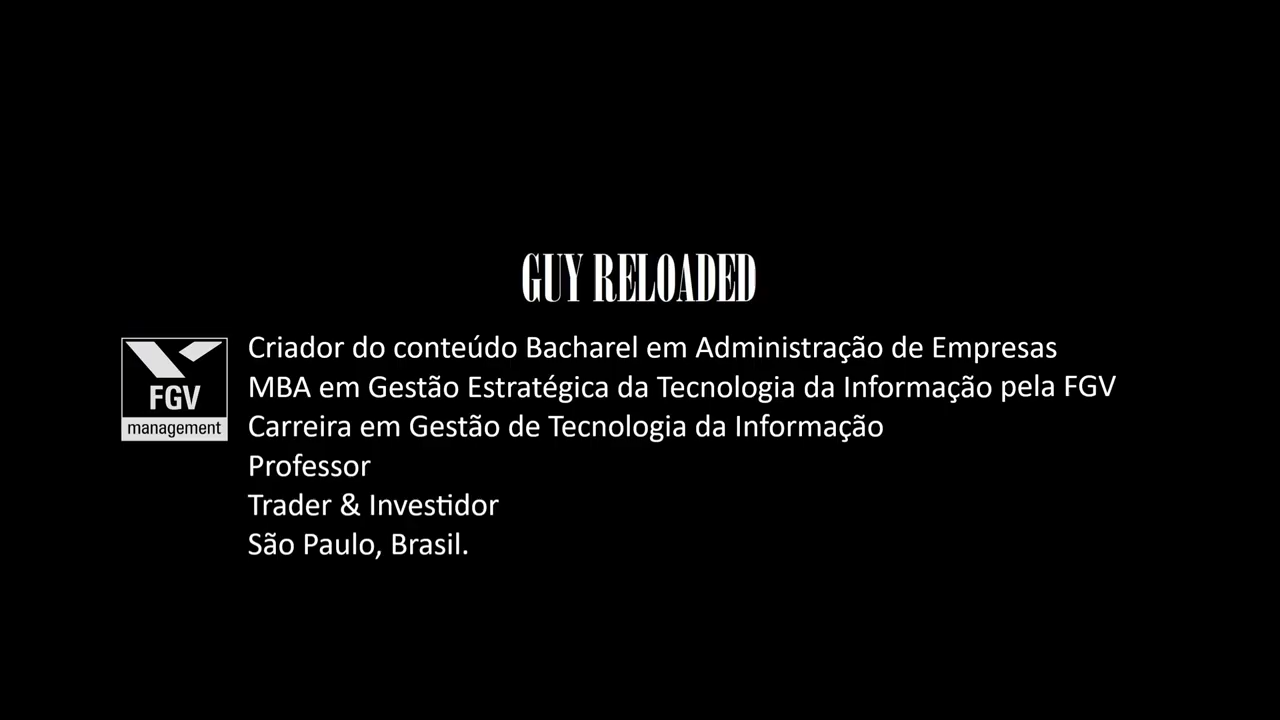 GUY RELOADED
FGV
management
Criador do conteúdo Bacharel em Administração de Empresas
MBA em Gestão Estratégica da Tecnologia da Informação pela FGV
Carreira em Gestão de Tecnologia da Informação
Professor
Trader & Investidor
São Paulo, Brasil.